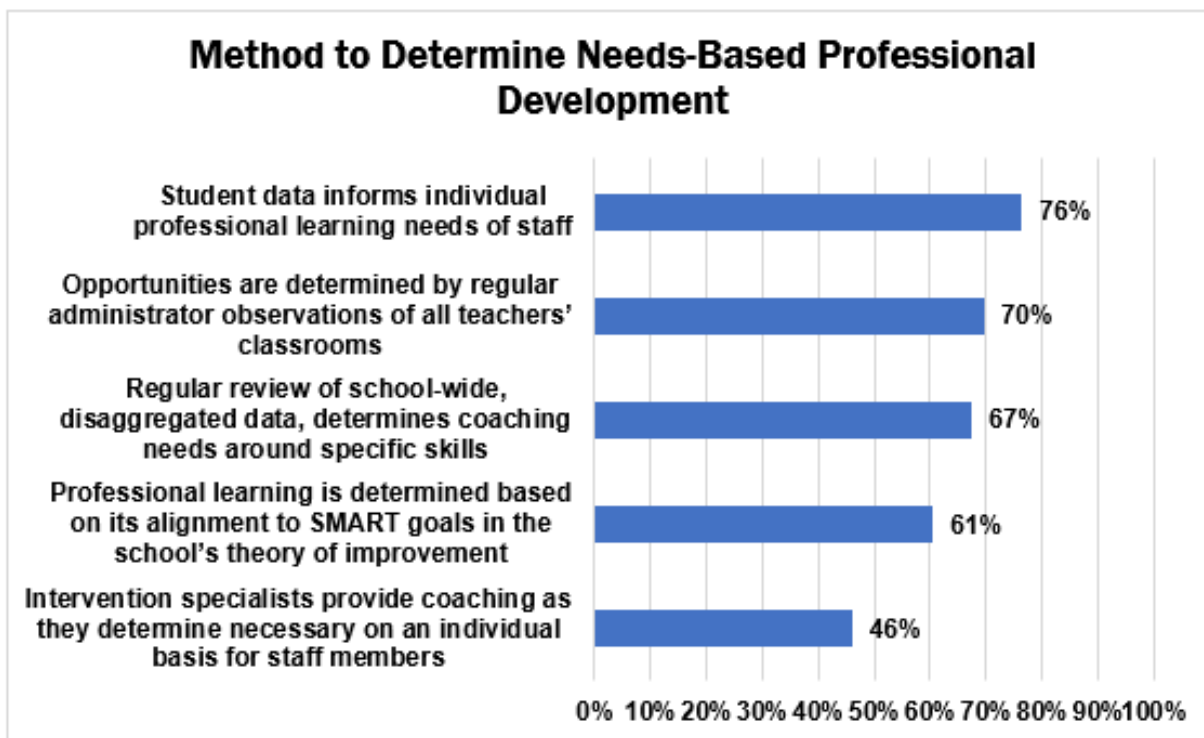 Method to Determine Needs-Based Professional
Development
Student data informs individual
professional learning needs of staff
76%
Opportunities are determined by regular
administrator observations of all teachers’
classrooms
70%
Regular review of school-wide,
disaggregated data, determines coaching
needs around specific skills
67%
Professional learning is determined based
on its alignment to SMART goals in the
school’s theory of improvement
61%
Intervention specialists provide coaching as
they determine necessary on an individual
basis for staff members
46%
0% 10% 20% 30% 40% 50% 60% 70% 80% 90% 100%